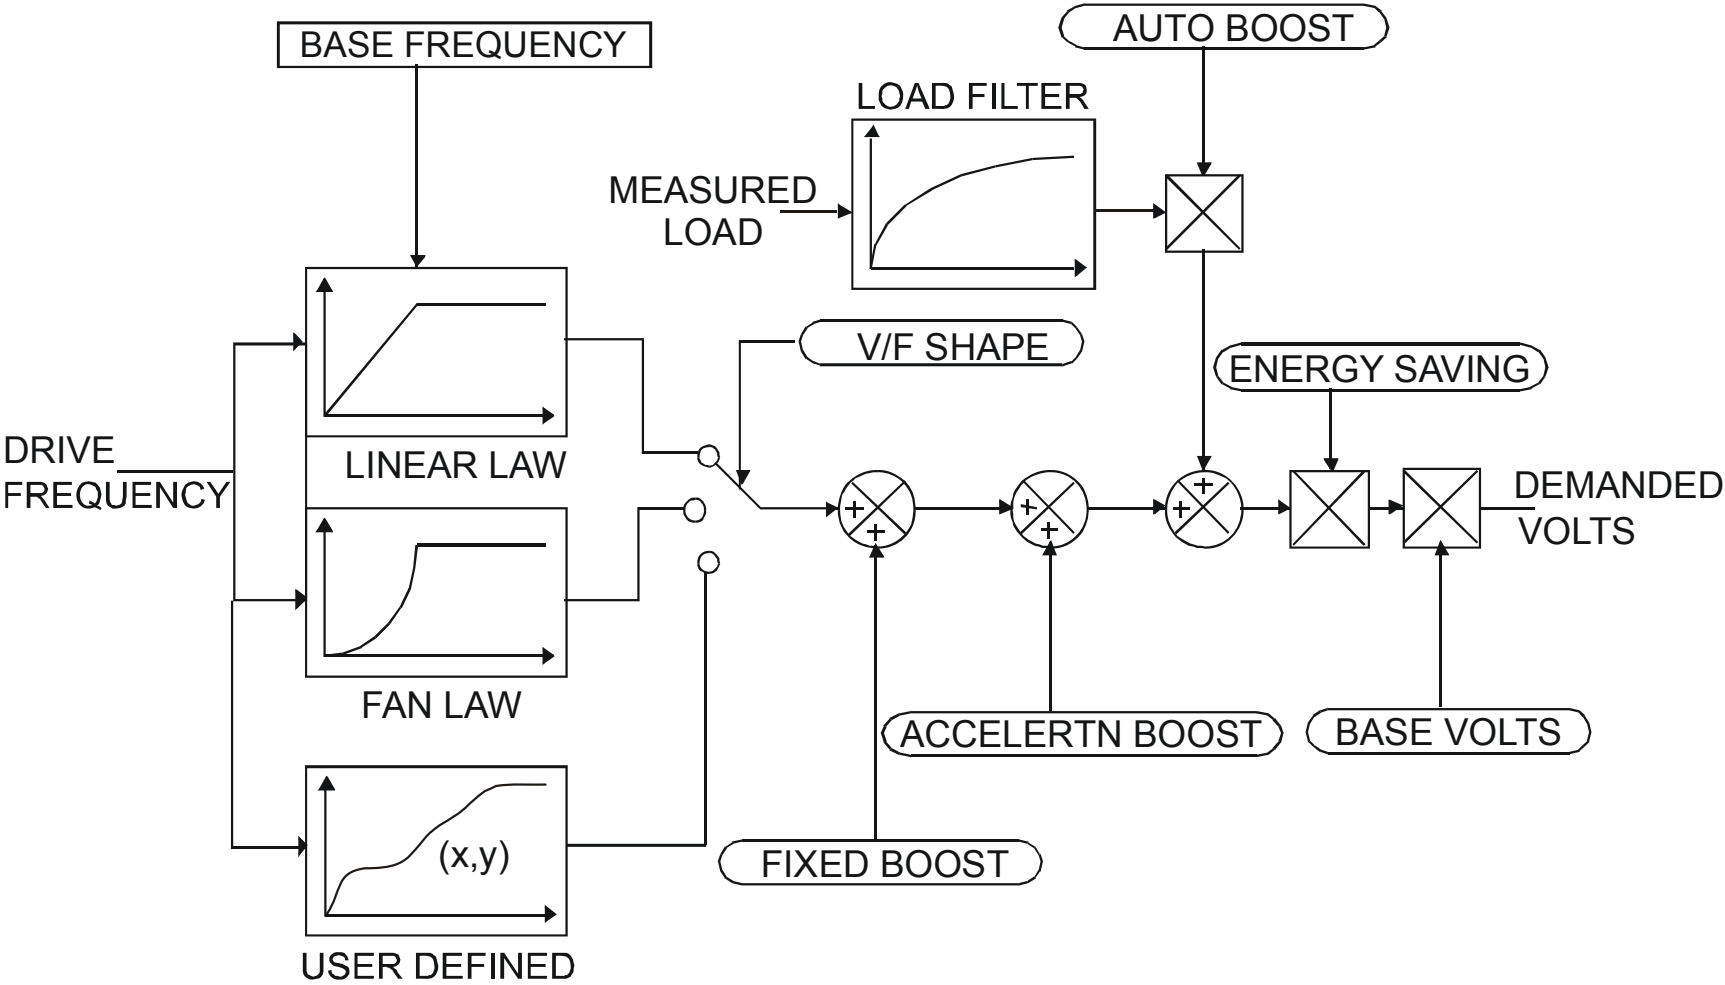 AUTO BOOST
BASE FREQUENCY
LOAD FILTER
MEASURED
LOAD
V/F SHAPE
ENERGY SAVING
LINEAR LAW
DRIVE
FREQUENCY
DEMANDED
VOLTS
+
+
+
+
+
+
FAN LAW
ACCELERTN BOOST
BASE VOLTS
(x,y)
FIXED BOOST
USER DEFINED